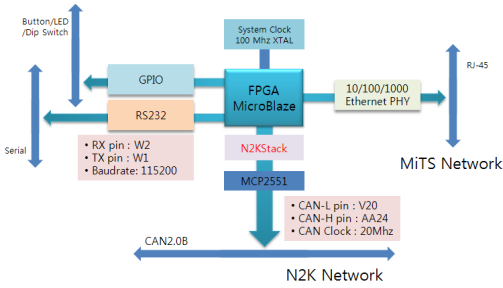 Button/LED
/Dip Switch
System Clock
100 Mhz XTAL
RJ-45
GPIO
FPGA
MicroBlaze
10/100/1000
Ethernet PHY
RS232
Serial
• RX pin : W2
• TX pin : W1
• Baudrate: 115200
N2KStack
MiTS Network
MCP2551
• CAN-L pin : V20
• CAN-H pin : AA24
• CAN Clock : 20Mhz
CAN2.0B
N2K Network